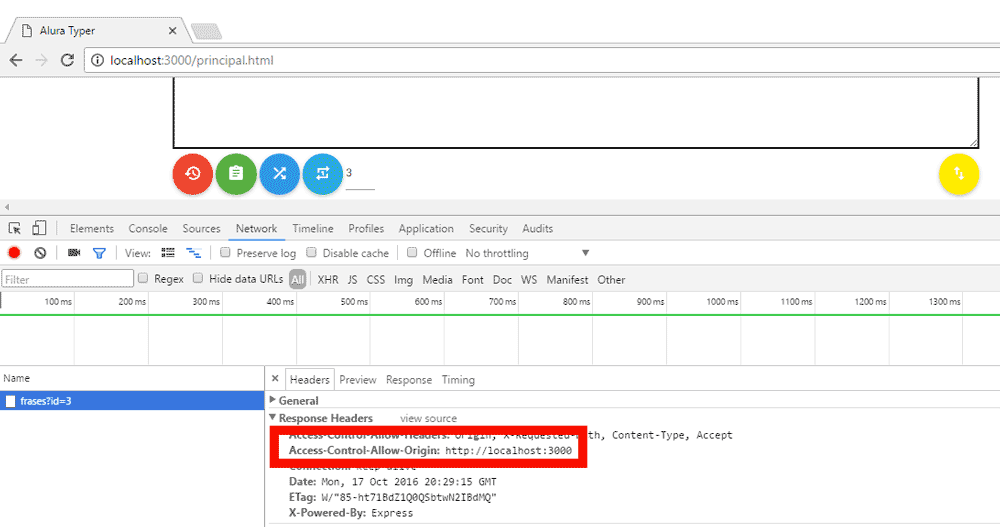 Alura Typer
localhost:3000/principal.html
3
Elements Console Sources Network Timeline Profiles Application Security Audits
View: Preserve log Disable cache Offline No throttling
Filter Regex Hide data URLs All XHR JS CSS Img Media Font Doc WS Manifest Other
100 ms 200 ms 300 ms 400 ms 500 ms 600 ms 700 ms 800 ms 900 ms 1000 ms 1100 ms 1200 ms 1300 ms
Name Headers Preview Response Timing
frases?id=3
General
Response Headers view source
Access-Control-Allow-Headers: Origin, X-Requested-With, Content-Type, Accept
Access-Control-Allow-Origin: http://localhost:3000
Connection: keep-alive
Date: Mon, 17 Oct 2016 20:29:15 GMT
ETag: W/"85-ht71BdZ1Q0QSbtwN2IBdMQ"
X-Powered-By: Express